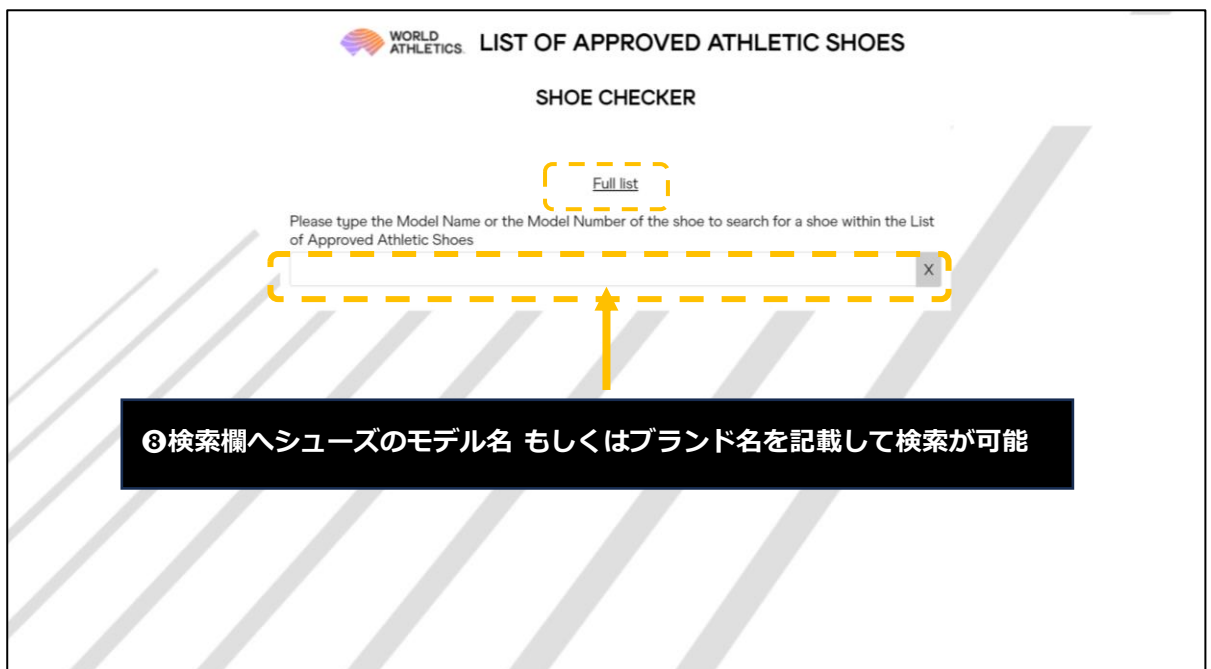 WORLD ATHLETICS. LIST OF APPROVED ATHLETIC SHOES
SHOE CHECKER
Full list
Please type the Model Name or the Model Number of the shoe to search for a shoe within the List
of Approved Athletic Shoes
X
❽検索欄へシューズのモデル名 もしくはブランド名を記載して検索が可能